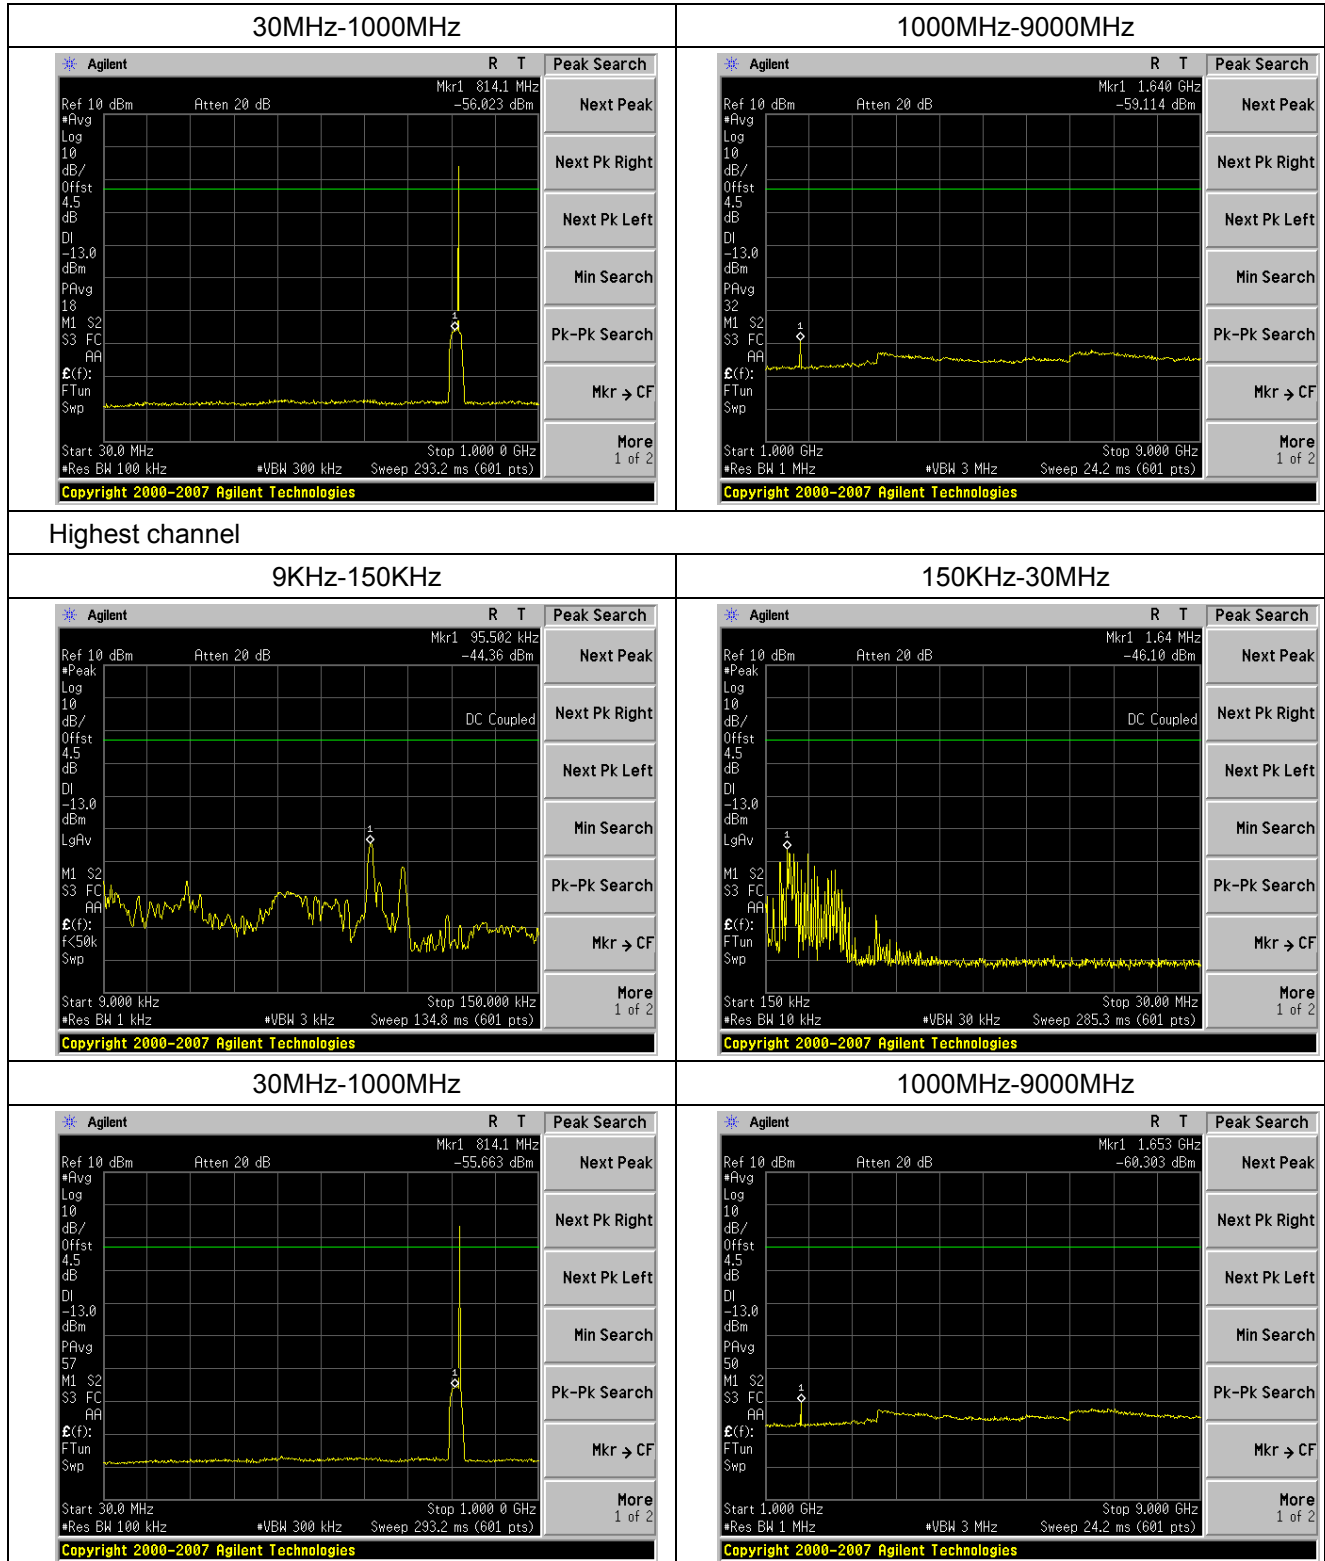 30MHz-1000MHz
1000MHz-9000MHz
Agilent R T Peak Search
Mkr1 814.1 MHz
Ref 10 dBm Atten 20 dB -56.023 dBm
#Avg
Log
10
dB/
Offst
4.5
dB
DI
-13.0
dBm
PAvg
18
M1 S2
S3 FC
AA
£(f):
FTun
Swp
1
Start 30.0 MHz Stop 1.000 0 GHz
#Res BW 100 kHz #VBW 300 kHz Sweep 293.2 ms (601 pts)
Copyright 2000-2007 Agilent Technologies
Next Peak
Next Pk Right
Next Pk Left
Min Search
Pk-Pk Search
Mkr → CF
More
1 of 2
Agilent R T Peak Search
Mkr1 1.640 GHz
Ref 10 dBm Atten 20 dB -59.114 dBm
#Avg
Log
10
dB/
Offst
4.5
dB
DI
-13.0
dBm
PAvg
32
M1 S2
S3 FC
AA
£(f):
FTun
Swp
1
Start 1.000 GHz Stop 9.000 GHz
#Res BW 1 MHz #VBW 3 MHz Sweep 24.2 ms (601 pts)
Copyright 2000-2007 Agilent Technologies
Next Peak
Next Pk Right
Next Pk Left
Min Search
Pk-Pk Search
Mkr → CF
More
1 of 2
Highest channel
9KHz-150KHz
150KHz-30MHz
Agilent R T Peak Search
Mkr1 95.502 kHz
Ref 10 dBm Atten 20 dB -44.36 dBm
#Peak
Log
10
dB/
Offst
4.5
dB
DI
-13.0
dBm
LgAv
M1 S2
S3 FC
AA
£(f):
f<50k
Swp
DC Coupled
1
Start 9.000 kHz Stop 150.000 kHz
#Res BW 1 kHz #VBW 3 kHz Sweep 134.8 ms (601 pts)
Copyright 2000-2007 Agilent Technologies
Next Peak
Next Pk Right
Next Pk Left
Min Search
Pk-Pk Search
Mkr → CF
More
1 of 2
Agilent R T Peak Search
Mkr1 1.64 MHz
Ref 10 dBm Atten 20 dB -46.10 dBm
#Peak
Log
10
dB/
Offst
4.5
dB
DI
-13.0
dBm
LgAv
M1 S2
S3 FC
AA
£(f):
FTun
Swp
DC Coupled
1
Start 150 kHz Stop 30.00 MHz
#Res BW 10 kHz #VBW 30 kHz Sweep 285.3 ms (601 pts)
Copyright 2000-2007 Agilent Technologies
Next Peak
Next Pk Right
Next Pk Left
Min Search
Pk-Pk Search
Mkr → CF
More
1 of 2
30MHz-1000MHz
1000MHz-9000MHz
Agilent R T Peak Search
Mkr1 814.1 MHz
Ref 10 dBm Atten 20 dB -55.663 dBm
#Avg
Log
10
dB/
Offst
4.5
dB
DI
-13.0
dBm
PAvg
57
M1 S2
S3 FC
AA
£(f):
FTun
Swp
1
Start 30.0 MHz Stop 1.000 0 GHz
#Res BW 100 kHz #VBW 300 kHz Sweep 293.2 ms (601 pts)
Copyright 2000-2007 Agilent Technologies
Next Peak
Next Pk Right
Next Pk Left
Min Search
Pk-Pk Search
Mkr → CF
More
1 of 2
Agilent R T Peak Search
Mkr1 1.653 GHz
Ref 10 dBm Atten 20 dB -60.303 dBm
#Avg
Log
10
dB/
Offst
4.5
dB
DI
-13.0
dBm
PAvg
50
M1 S2
S3 FC
AA
£(f):
FTun
Swp
1
Start 1.000 GHz Stop 9.000 GHz
#Res BW 1 MHz #VBW 3 MHz Sweep 24.2 ms (601 pts)
Copyright 2000-2007 Agilent Technologies
Next Peak
Next Pk Right
Next Pk Left
Min Search
Pk-Pk Search
Mkr → CF
More
1 of 2